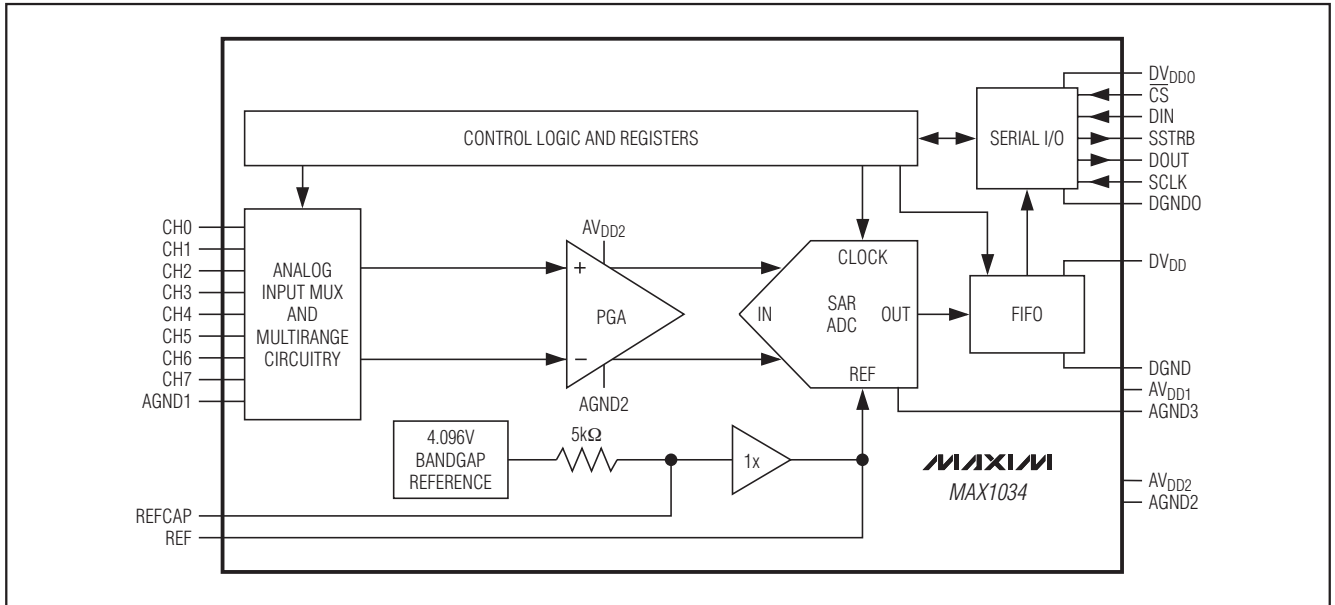 CONTROL LOGIC AND REGISTERS
SERIAL I/O
DVDDO
CS
DIN
SSTRB
DOUT
SCLK
DGNDO
CH0
CH1
CH2
CH3
CH4
CH5
CH6
CH7
AGND1
ANALOG
INPUT MUX
AND
MULTIRANGE
CIRCUITRY
AVDD2
+
PGA
−
AGND2
CLOCK
IN
SAR
ADC
OUT
REF
FIFO
DVDD
DGND
AVDD1
AGND3
4.096V
BANDGAP
REFERENCE
5kΩ
1x
MAXIM
MAX1034
AVDD2
AGND2
REFCAP
REF